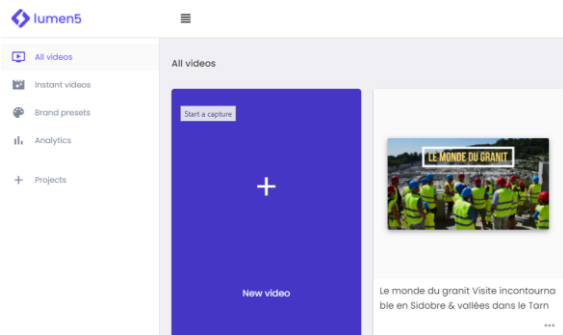 lumen5
All videos
Instant videos
Brand presets
Analytics
Projects
All videos
Start a capture
New video
LE MONDE DU GRANIT
Le monde du granit Visite incontourna
ble en Sidobre & vallées dans le Tarn